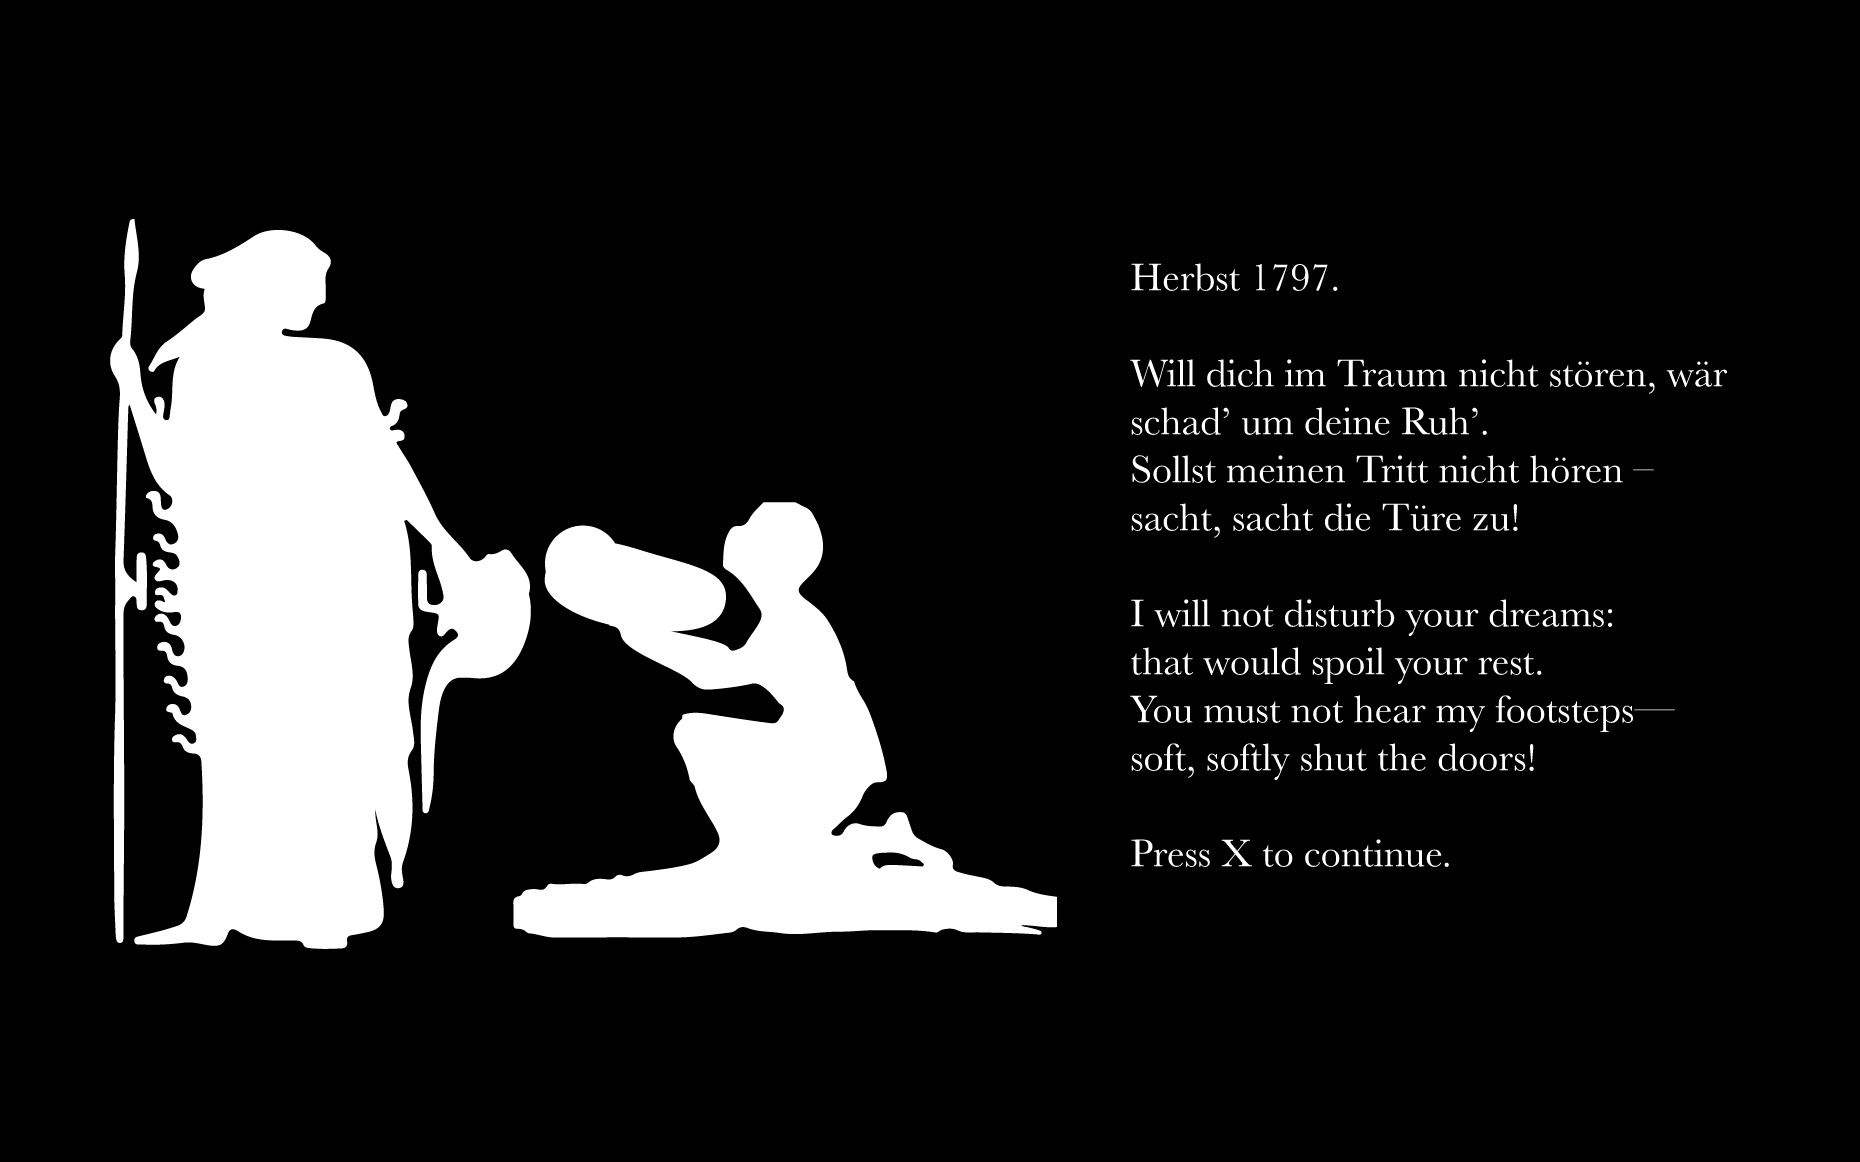 Herbst 1797.
Will dich im Traum nicht stören, wär
schad’ um deine Ruh’.
Sollst meinen Tritt nicht hören –
sacht, sacht die Türe zu!
I will not disturb your dreams:
that would spoil your rest.
You must not hear my footsteps—
soft, softly shut the doors!
Press X to continue.